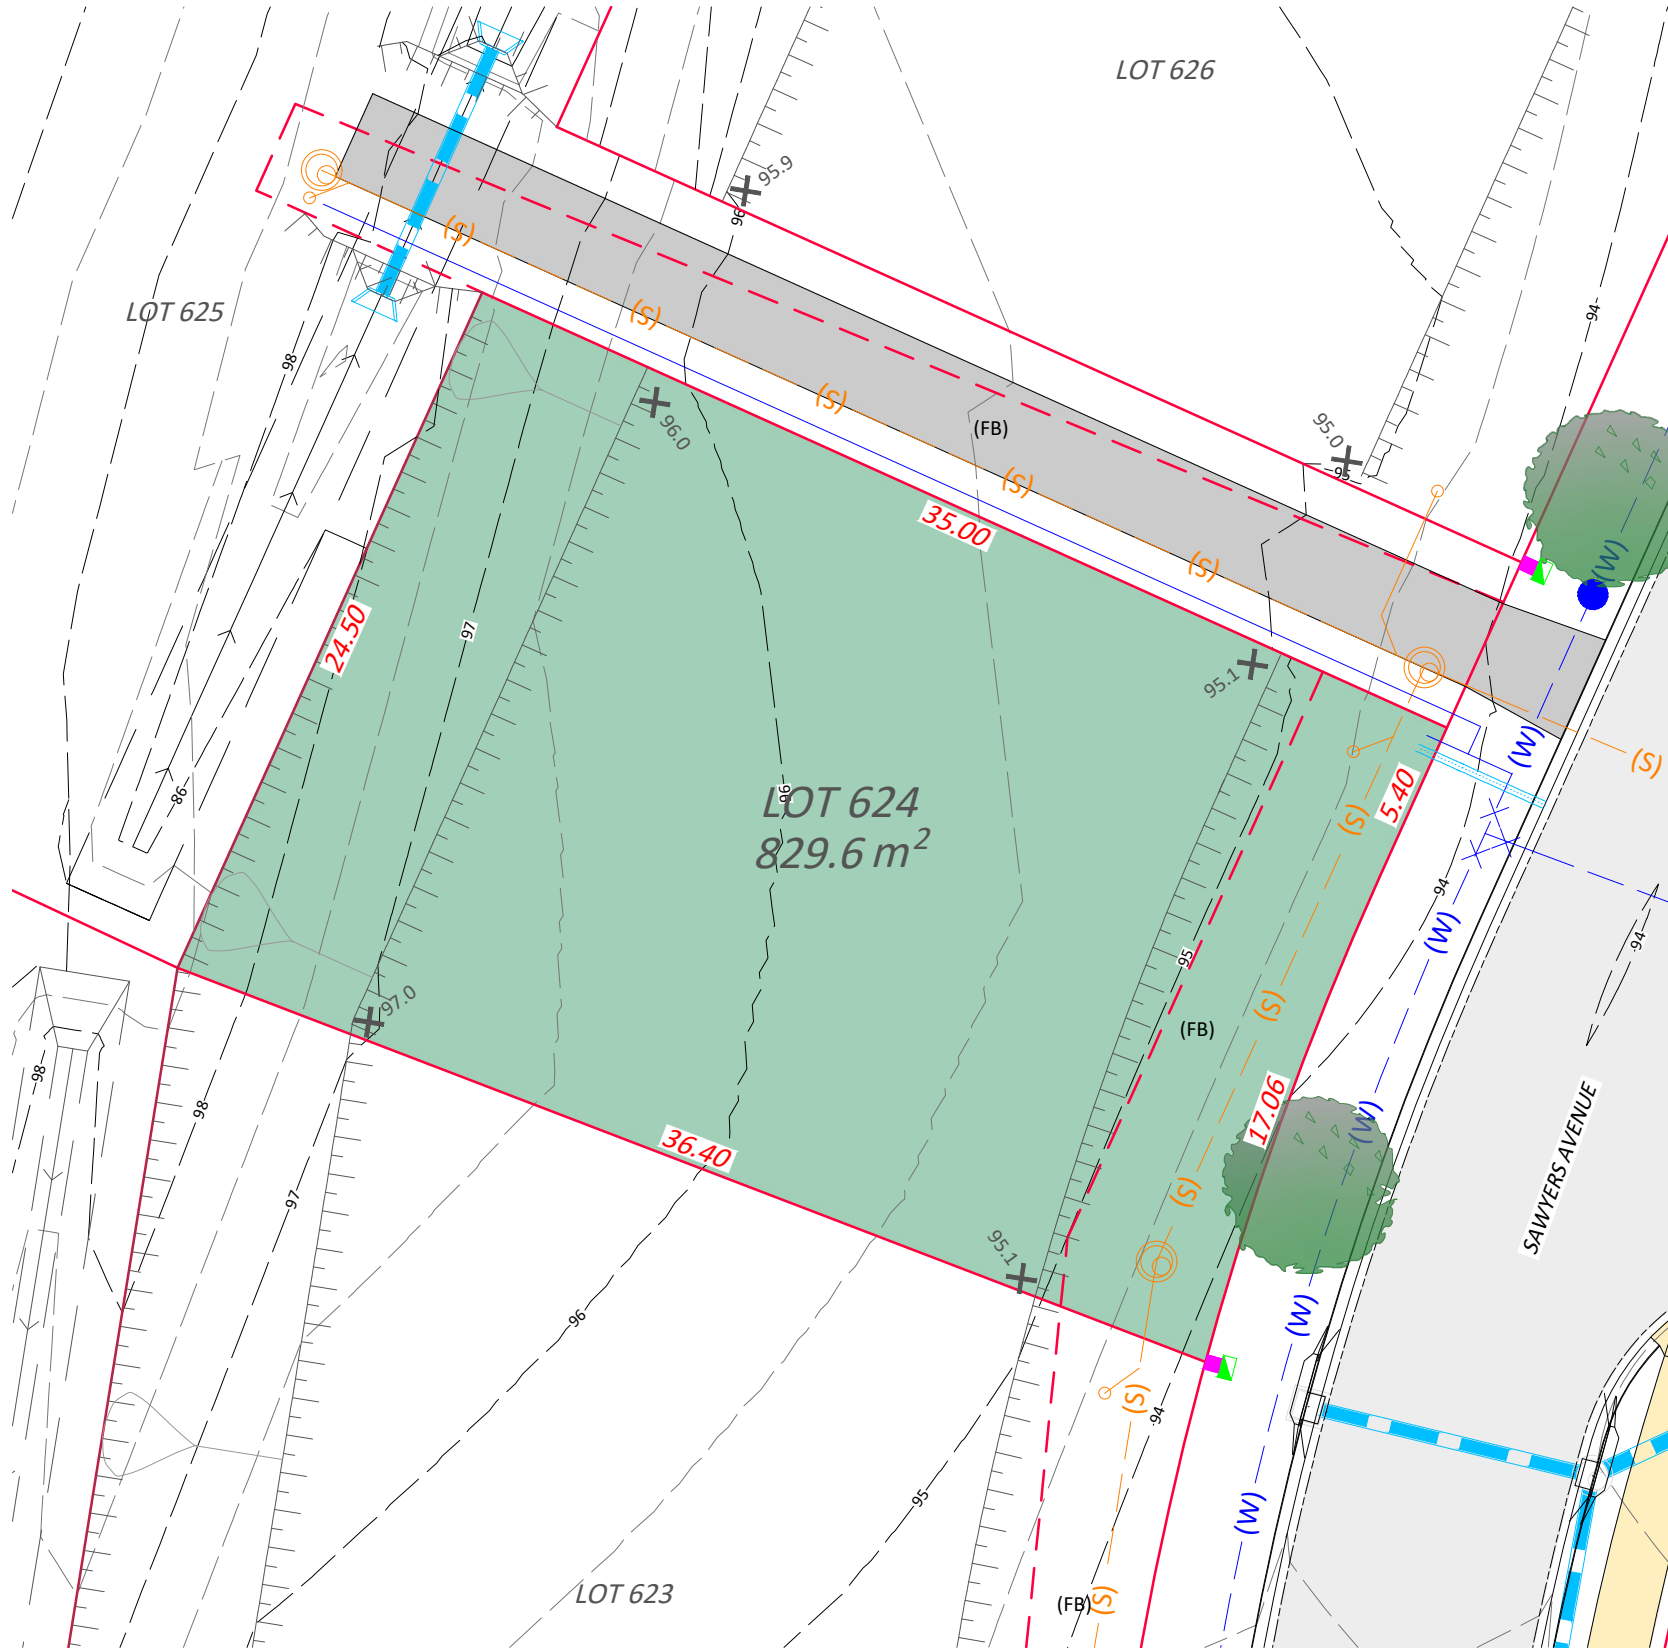 LOT 626
95.9
96
(S)
LOT 625
94
(S)
98
(S)
96.0
(FB)
95.0
95
(S)
35.00
(W)
(S)
24.50
97
95.1
(W)
(S)
98
LOT 624
829.6 m²
96
5.40
(S)
94
(W)
94
95
97.0
(S)
(FB)
98
98
17.06
(W)
36.40
SAWYERS AVENUE
97
(S)
95.1
96
(W)
(S)
94
95
(W)
LOT 623
(FB)
(S)